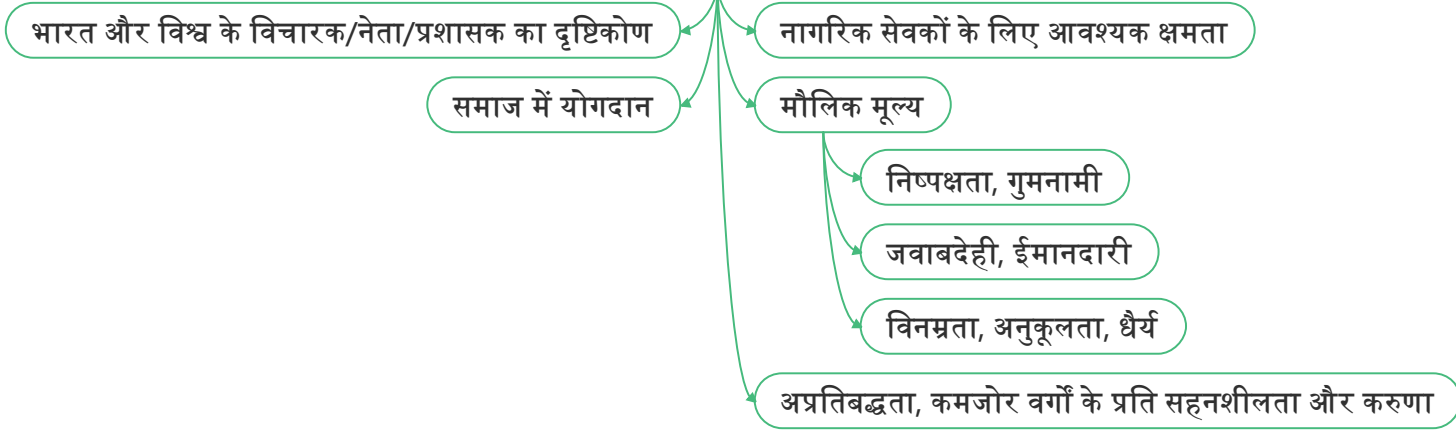 भारत और विश्व के विचारक/नेता/प्रशासक का दृष्टिकोण
समाज में योगदान
नागरिक सेवकों के लिए आवश्यक क्षमता
मौलिक मूल्य
निष्पक्षता, गुमनामी
जवाबदेही, ईमानदारी
विनम्रता, अनुकूलता, धैर्य
अप्रतिबद्धता, कमजोर वर्गों के प्रति सहनशीलता और करुणा